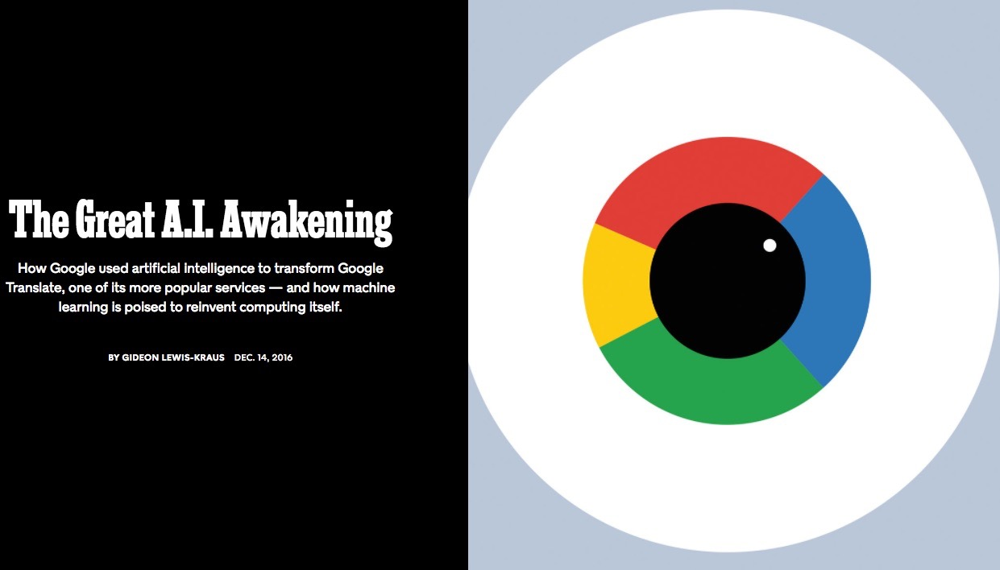 The Great A.I. Awakening
How Google used artificial intelligence to transform Google
Translate, one of its more popular services — and how machine
learning is poised to reinvent computing itself.
BY GIDEON LEWIS-KRAUS DEC. 14, 2016